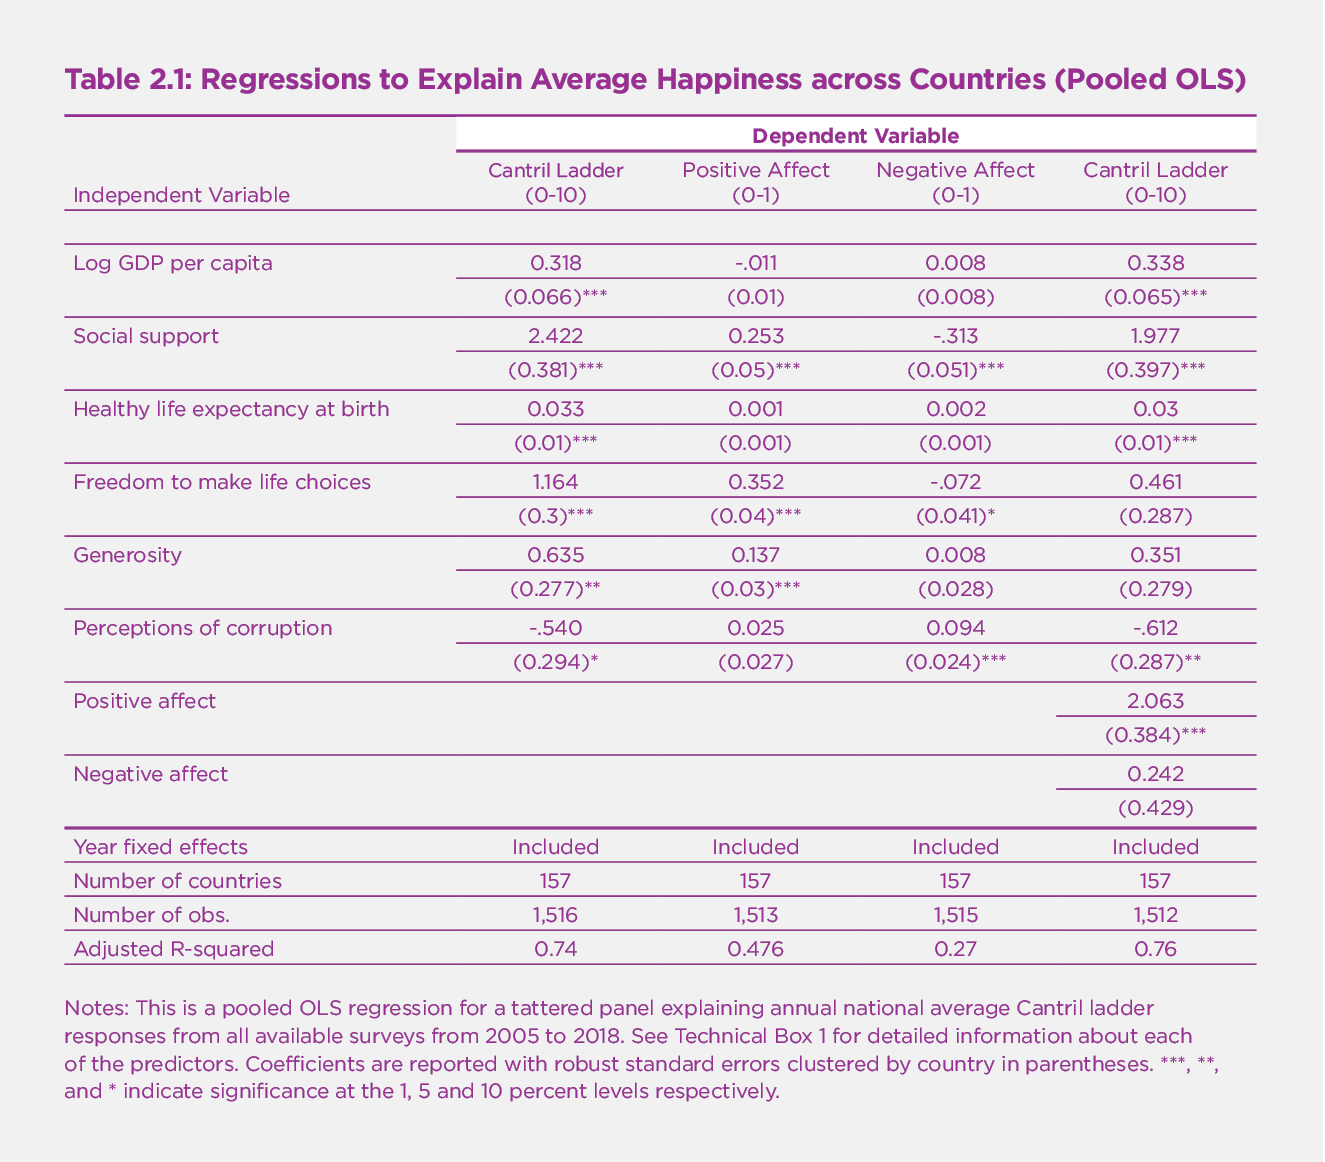 Table 2.1: Regressions to Explain Average Happiness across Countries (Pooled OLS)
Dependent Variable
Independent Variable Cantril Ladder (0-10) Positive Affect (0-1) Negative Affect (0-1) Cantril Ladder (0-10)
Log GDP per capita 0.318 -.011 0.008 0.338
(0.066)*** (0.01) (0.008) (0.065)***
Social support 2.422 0.253 -.313 1.977
(0.381)*** (0.05)*** (0.051)*** (0.397)***
Healthy life expectancy at birth 0.033 0.001 0.002 0.03
(0.01)*** (0.001) (0.001) (0.01)***
Freedom to make life choices 1.164 0.352 -.072 0.461
(0.3)*** (0.04)*** (0.041)* (0.287)
Generosity 0.635 0.137 0.008 0.351
(0.277)** (0.03)*** (0.028) (0.279)
Perceptions of corruption -.540 0.025 0.094 -.612
(0.294)* (0.027) (0.024)*** (0.287)**
Positive affect 2.063
(0.384)***
Negative affect 0.242
(0.429)
Year fixed effects Included Included Included Included
Number of countries 157 157 157 157
Number of obs. 1,516 1,513 1,515 1,512
Adjusted R-squared 0.74 0.476 0.27 0.76
Notes: This is a pooled OLS regression for a tattered panel explaining annual national average Cantril ladder
responses from all available surveys from 2005 to 2018. See Technical Box 1 for detailed information about each
of the predictors. Coefficients are reported with robust standard errors clustered by country in parentheses. ***, **,
and * indicate significance at the 1, 5 and 10 percent levels respectively.